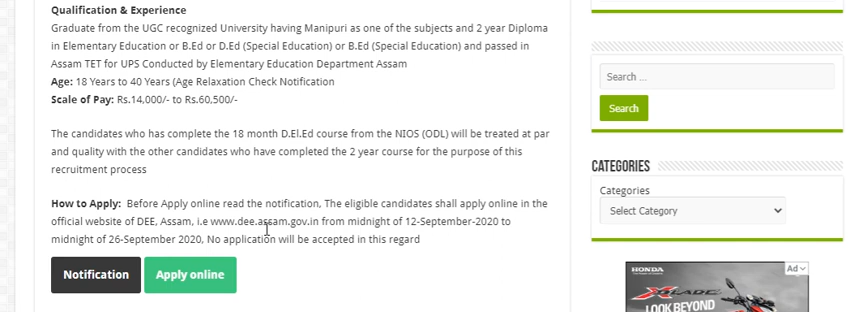 Qualification & Experience
Graduate from the UGC recognized University having Manipuri as one of the subjects and 2 year Diploma
in Elementary Education or B.Ed or D.Ed (Special Education) or B.Ed (Special Education) and passed in
Assam TET for UPS Conducted by Elementary Education Department Assam
Age: 18 Years to 40 Years (Age Relaxation Check Notification
Scale of Pay: Rs.14,000/- to Rs.60,500/-
The candidates who has complete the 18 month D.El.Ed course from the NIOS (ODL) will be treated at par
and quality with the other candidates who have completed the 2 year course for the purpose of this
recruitment process
How to Apply: Before Apply online read the notification, The eligible candidates shall apply online in the
official website of DEE, Assam, i.e www.dee.assam.gov.in from midnight of 12-September-2020 to
midnight of 26-September 2020, No application will be accepted in this regard
Notification
Apply online
Search ...
Search
CATEGORIES
Categories
Select Category
HONDA
Ad
X BLADE
LOOK BEYOND